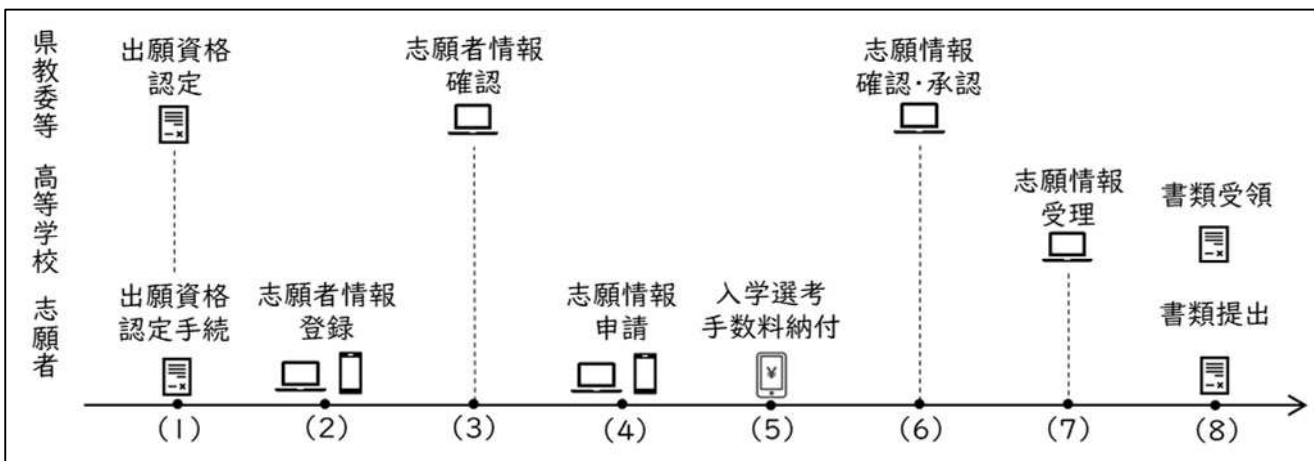 県教委等
高等学校
志願者
出願資格
認定
志願者情報
確認
志願情報
確認・承認
志願情報
受理
書類受領
出願資格
認定手続
志願者情報
登録
志願情報
申請
入学選考
手数料納付
¥
書類提出
(1)
(2)
(3)
(4)
(5)
(6)
(7)
(8)